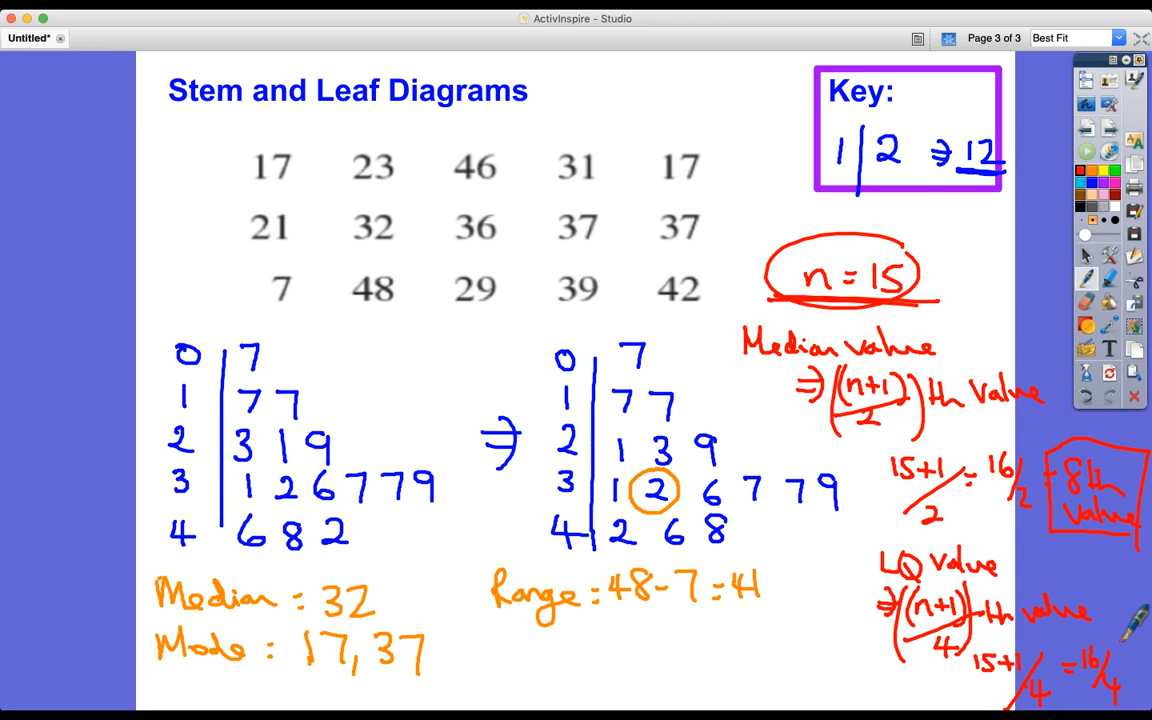 ActivInspire - Studio
Untitled*
Page 3 of 3
Best Fit
Stem and Leaf Diagrams
Key:
1 | 2 ⇒ 12
17 23 46 31 17
21 32 36 37 37
7 48 29 39 42
n = 15
0 | 7
1 | 7 7
2 | 3 1 9
3 | 1 2 6 7 7 9
4 | 6 8 2
⇒
0 | 7
1 | 7 7
2 | 1 3 9
3 | 1 2 6 7 7 9
4 | 2 6 8
Median value
⇒ ((n+1)/2) th value
15+1/2 = 16/2 = 8th value
LQ value
⇒ ((n+1)/4) th value
15+1/4 = 16/4
Median = 32
Mode : 17, 37
Range = 48 - 7 = 41